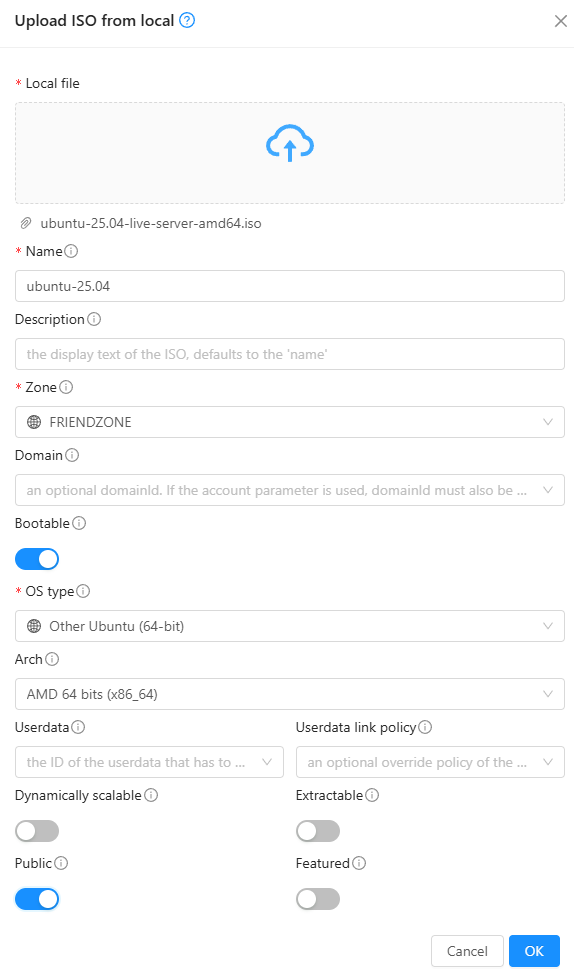 Upload ISO from local
* Local file
ubuntu-25.04-live-server-amd64.iso
* Name
ubuntu-25.04
Description
the display text of the ISO, defaults to the 'name'
* Zone
FRIENDZONE
Domain
an optional domainId. If the account parameter is used, domainId must also be ...
Bootable
* OS type
Other Ubuntu (64-bit)
Arch
AMD 64 bits (x86_64)
Userdata
Userdata link policy
the ID of the userdata that has to ...
an optional override policy of the ...
Dynamically scalable
Extractable
Public
Featured
Cancel
OK